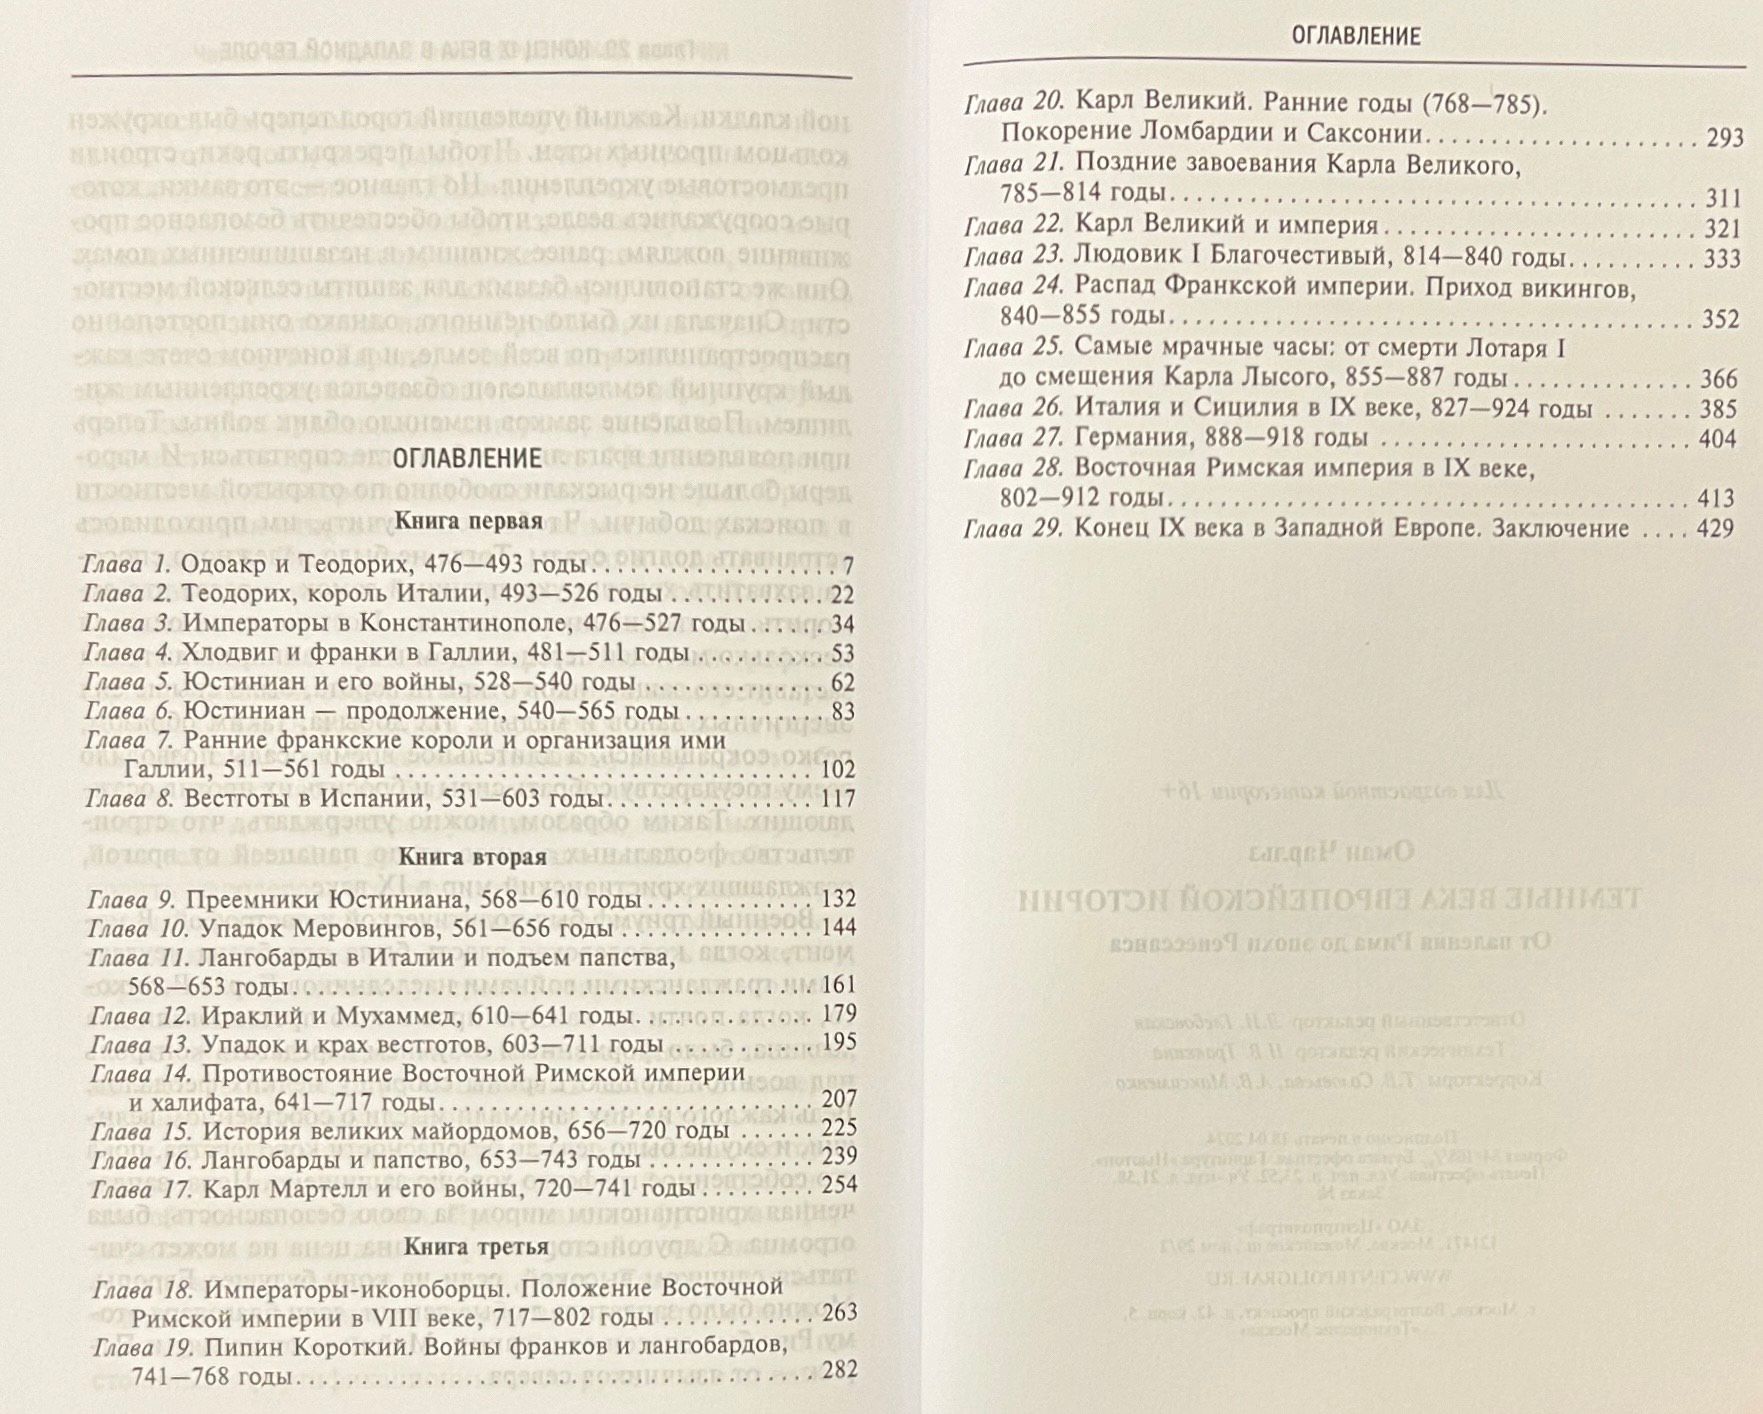 ОГЛАВЛЕНИЕ
Книга первая
Глава 1. Одоакр и Теодорих, 476—493 годы.................... 7
Глава 2. Теодорих, король Италии, 493—526 годы ............ 22
Глава 3. Императоры в Константинополе, 476—527 годы ...... 34
Глава 4. Хлодвиг и франки в Галлии, 481—511 годы .......... 53
Глава 5. Юстиниан и его войны, 528—540 годы .............. 62
Глава 6. Юстиниан — продолжение, 540—565 годы ........... 83
Глава 7. Ранние франкские короли и организация ими
Галлии, 511—561 годы ................................ 102
Глава 8. Вестготы в Испании, 531—603 годы................ 117
Книга вторая
Глава 9. Преемники Юстиниана, 568—610 годы ............. 132
Глава 10. Упадок Меровингов, 561—656 годы ............... 144
Глава 11. Лангобарды в Италии и подъем папства,
568—653 годы........................................ 161
Глава 12. Ираклий и Мухаммед, 610—641 годы.............. 179
Глава 13. Упадок и крах вестготов, 603—711 годы ........... 195
Глава 14. Противостояние Восточной Римской империи
и халифата, 641—717 годы............................. 207
Глава 15. История великих майордомов, 656—720 годы ...... 225
Глава 16. Лангобарды и папство, 653—743 годы ............. 239
Глава 17. Карл Мартелл и его войны, 720—741 годы ......... 254
Книга третья
Глава 18. Императоры-иконоборцы. Положение Восточной
Римской империи в VIII веке, 717—802 годы ............ 263
Глава 19. Пипин Короткий. Войны франков и лангобардов,
741—768 годы........................................ 282
ОГЛАВЛЕНИЕ
Глава 20. Карл Великий. Ранние годы (768—785).
Покорение Ломбардии и Саксонии..................... 293
Глава 21. Поздние завоевания Карла Великого,
785—814 годы........................................ 311
Глава 22. Карл Великий и империя........................ 321
Глава 23. Людовик I Благочестивый, 814—840 годы.......... 333
Глава 24. Распад Франкской империи. Приход викингов,
840—855 годы........................................ 352
Глава 25. Самые мрачные часы: от смерти Лотаря I
до смещения Карла Лысого, 855—887 годы.............. 366
Глава 26. Италия и Сицилия в IX веке, 827—924 годы ....... 385
Глава 27. Германия, 888—918 годы ........................ 404
Глава 28. Восточная Римская империя в IX веке,
802—912 годы........................................ 413
Глава 29. Конец IX века в Западной Европе. Заключение .... 429